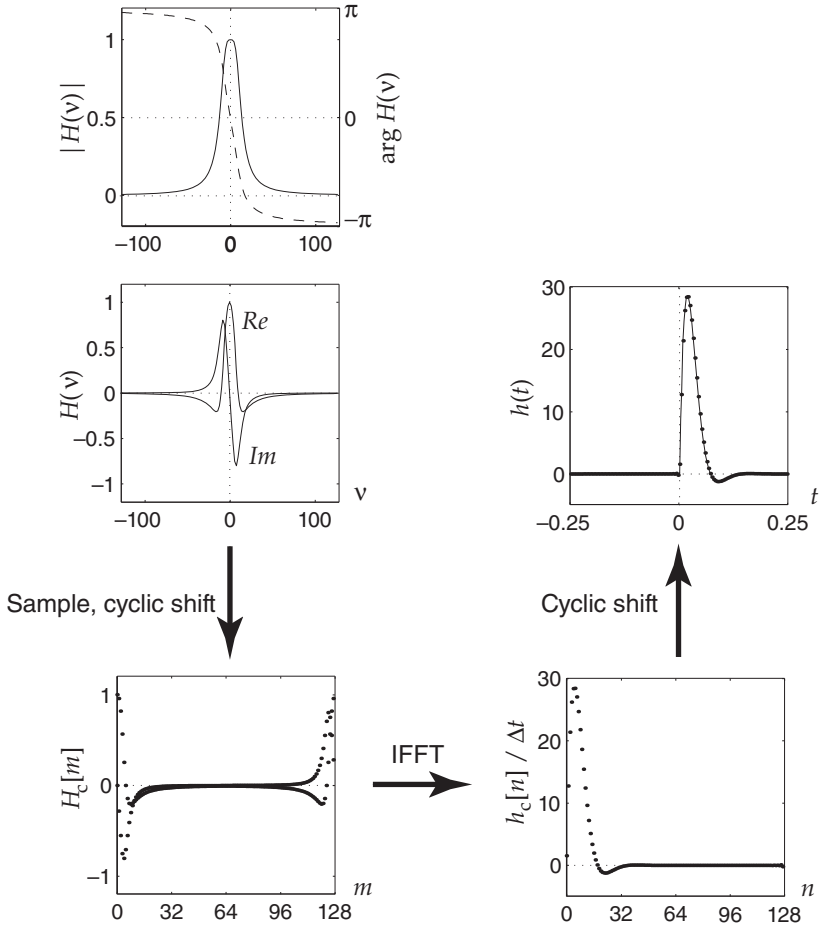 π
1
0.5
0
0
−π
|H(ν)|
arg H(ν)
−100
0
100
1
0.5
0
−0.5
−1
H(ν)
Re
Im
−100
0
100
ν
30
20
10
0
h(t)
−0.25
0
0.25
t
Sample, cyclic shift
Cyclic shift
1
0
−1
H_c[m]
0
32
64
96
128
m
IFFT
30
20
10
0
h_c[n] / Δt
0
32
64
96
128
n